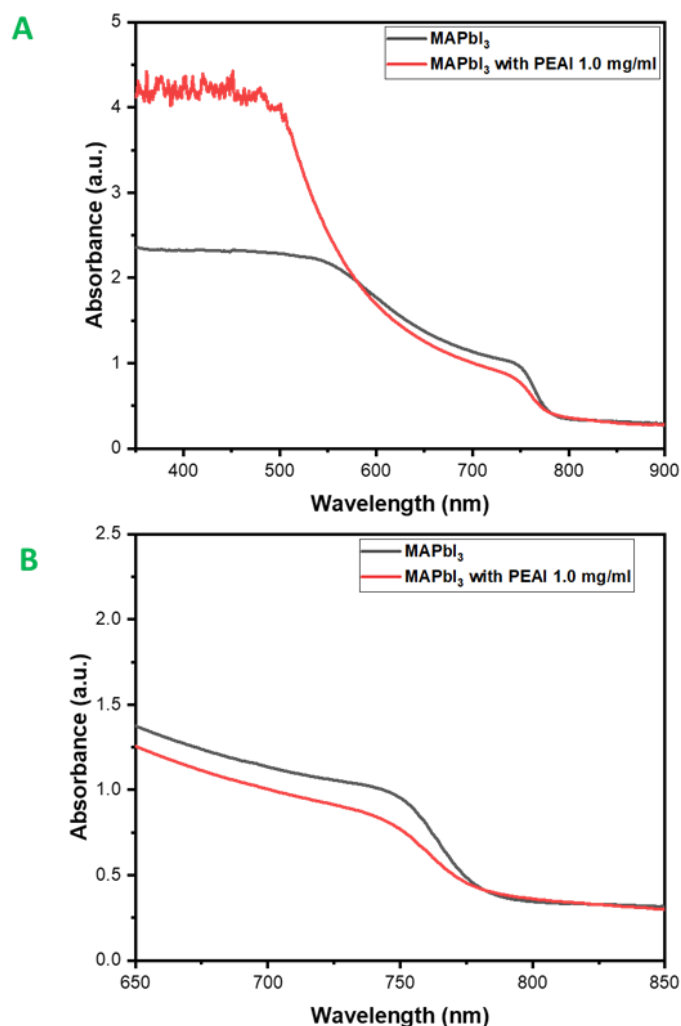 A
MAPbI₃
MAPbI₃ with PEAI 1.0 mg/ml
Absorbance (a.u.)
5
4
3
2
1
0
400 500 600 700 800 900
Wavelength (nm)
B
MAPbI₃
MAPbI₃ with PEAI 1.0 mg/ml
Absorbance (a.u.)
2.5
2.0
1.5
1.0
0.5
0.0
650 700 750 800 850
Wavelength (nm)